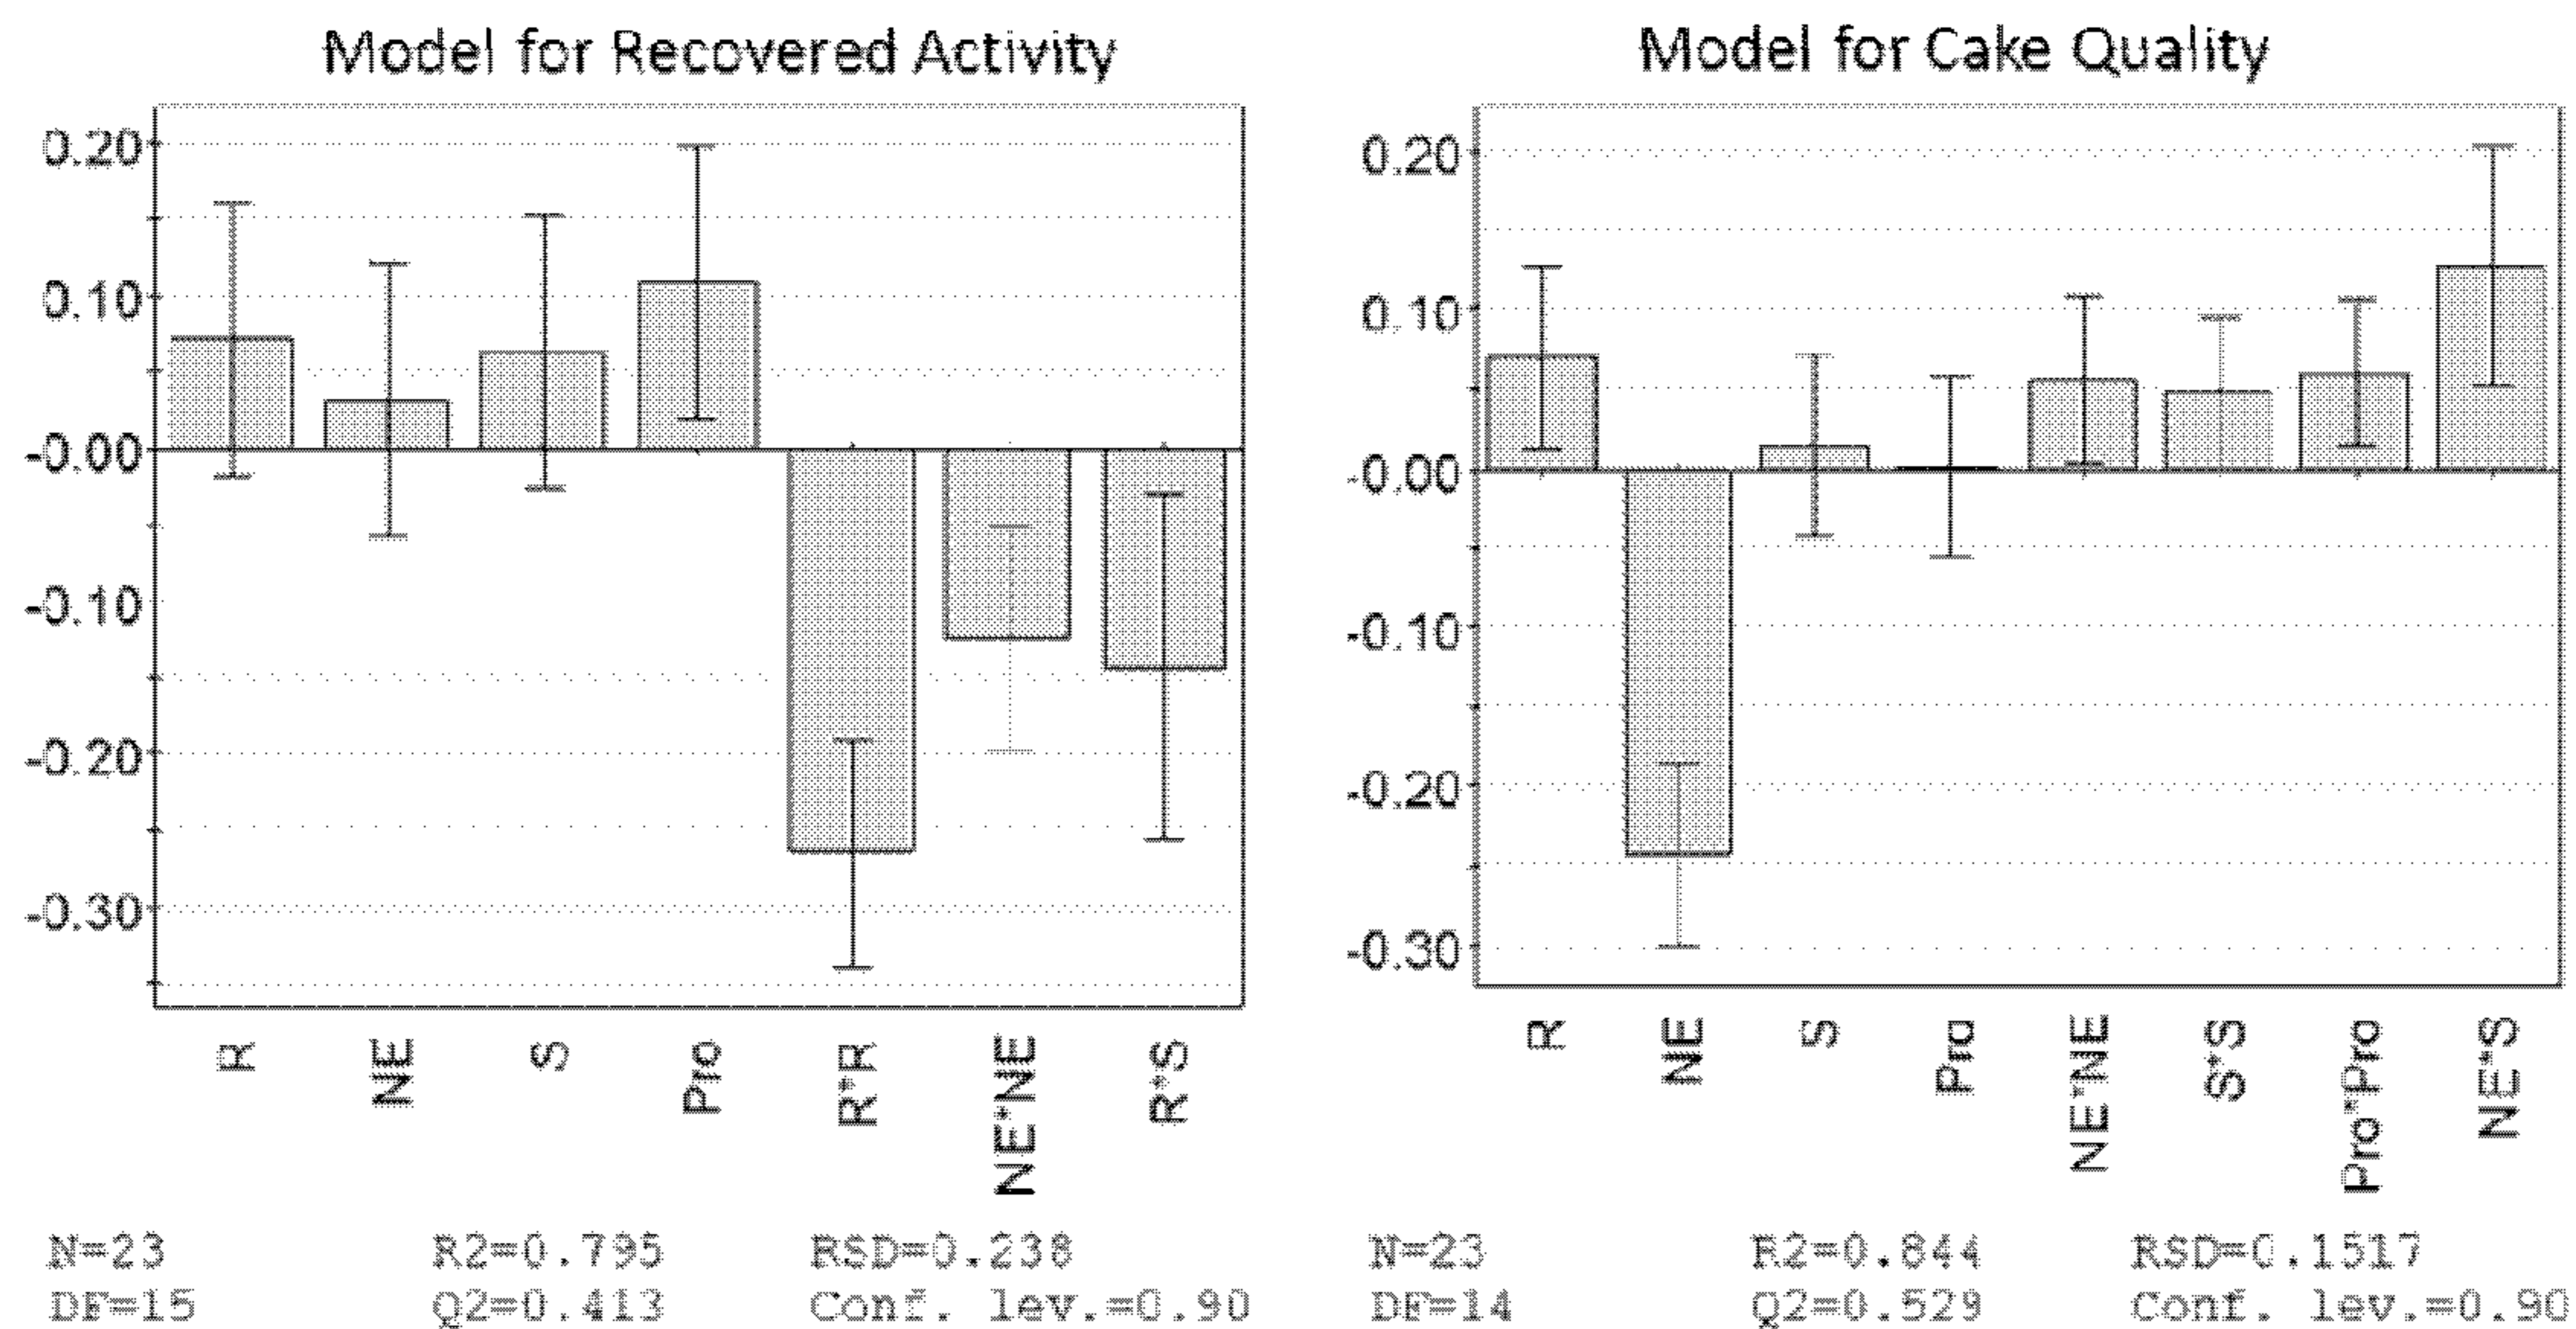 Model for Recovered Activity
0.20
0.10
-0.00
-0.10
-0.20
-0.30
R
NE
S
Pro
R*R
NE*NE
R*S
N=23
R2=0.795
RSD=0.238
DF=15
Q2=0.413
Conf. lev.=0.90
Model for Cake Quality
0.20
0.10
-0.00
-0.10
-0.20
-0.30
R
NE
S
Pro
NE*NE
S*S
Pro*Pro
NE*S
N=23
R2=0.844
RSD=0.1517
DF=14
Q2=0.529
Conf. lev.=0.90